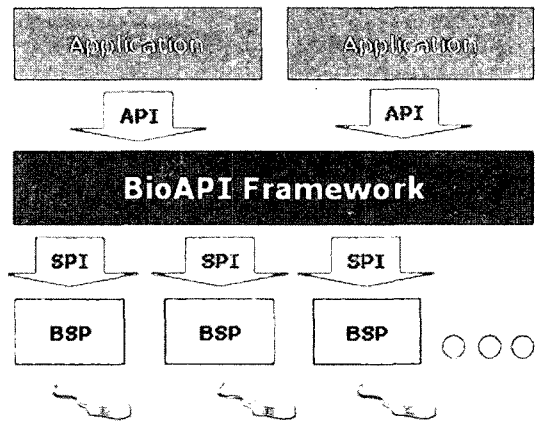 Application Application
API API
BioAPI Framework
SPI SPI SPI
BSP BSP BSP